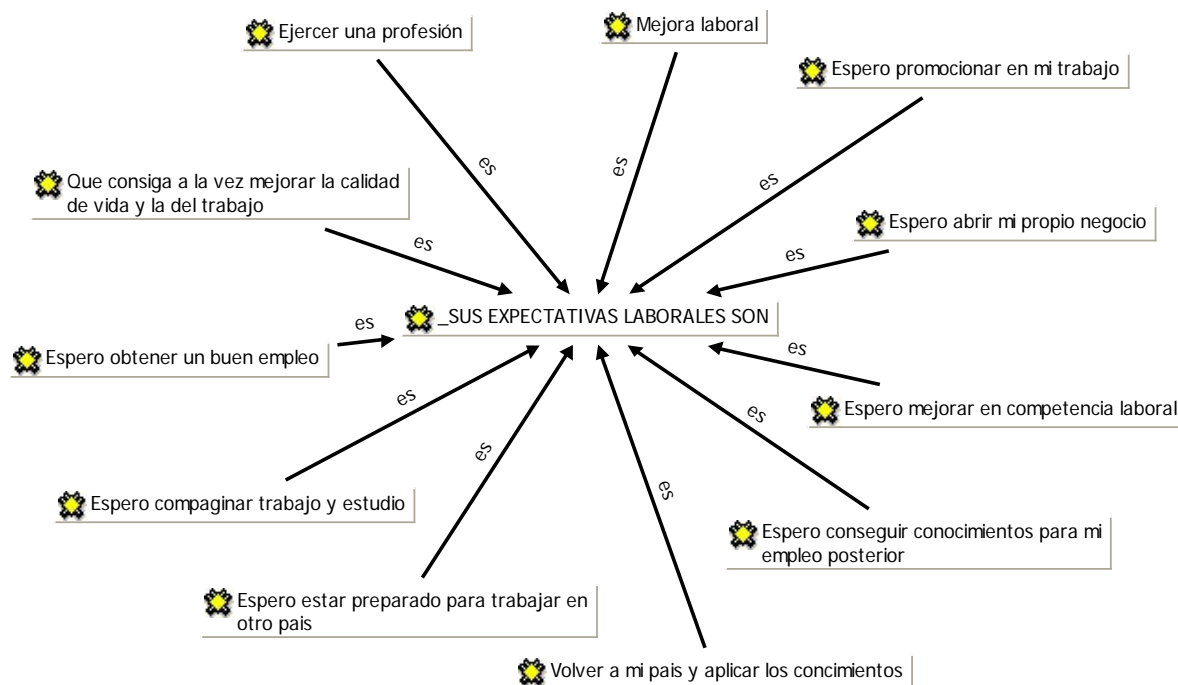 Ejercer una profesión
Mejora laboral
Espero promocionar en mi trabajo
es
es
es
Que consiga a la vez mejorar la calidad
de vida y la del trabajo
es
Espero abrir mi propio negocio
es
_SUS EXPECTATIVAS LABORALES SON
es
Espero obtener un buen empleo
es
Espero mejorar en competencia laboral
es
es
es
es
Espero compaginar trabajo y estudio
Espero conseguir conocimientos para mi
empleo posterior
Espero estar preparado para trabajar en
otro pais
Volver a mi pais y aplicar los concimientos